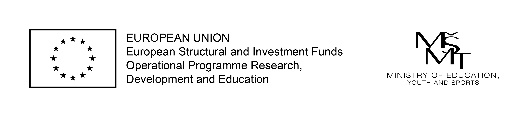 EUROPEAN UNION
European Structural and Investment Funds
Operational Programme Research,
Development and Education
MSMT
MINISTRY OF EDUCATION,
YOUTH AND SPORTS